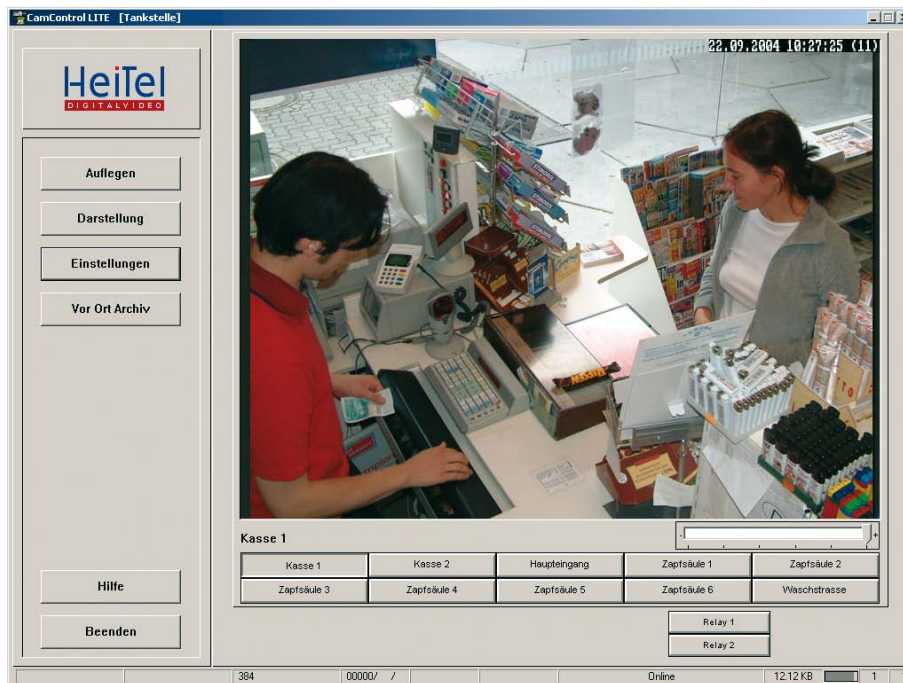 CamControl LITE [Tankstelle]
HeiTel
DIGITALVIDEO
22.09.2004 10:27:25 (11)
Auflegen
Darstellung
Einstellungen
Vor Ort Archiv
Hilfe
Beenden
RIESEN
Kasse 1
- +
Kasse 1 Kasse 2 Haupteingang Zapfsäule 1 Zapfsäule 2
Zapfsäule 3 Zapfsäule 4 Zapfsäule 5 Zapfsäule 6 Waschstrasse
Relay 1
Relay 2
384 00000/ / Online 12.12 KB 1